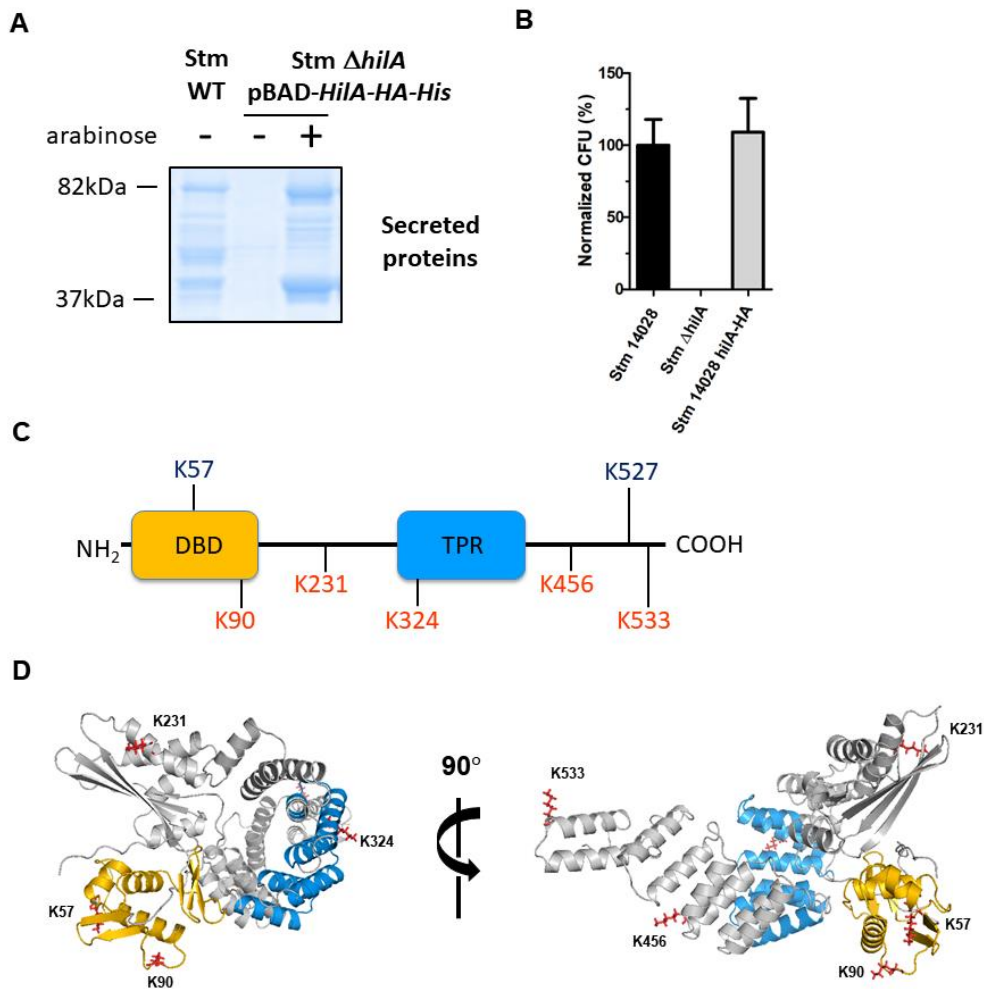 A
Stm WT
Stm ΔhilA pBAD-HilA-HA-His
arabinose - - +
82kDa
37kDa
Secreted proteins
B
Normalized CFU (%)
150
100
50
0
Stm 14028
Stm ΔhilA
Stm 14028 hilA-HA
C
K57
K527
NH2
DBD
TPR
COOH
K90
K231
K324
K456
K533
D
K231
K324
K57
K90
90°
K533
K231
K456
K57
K90